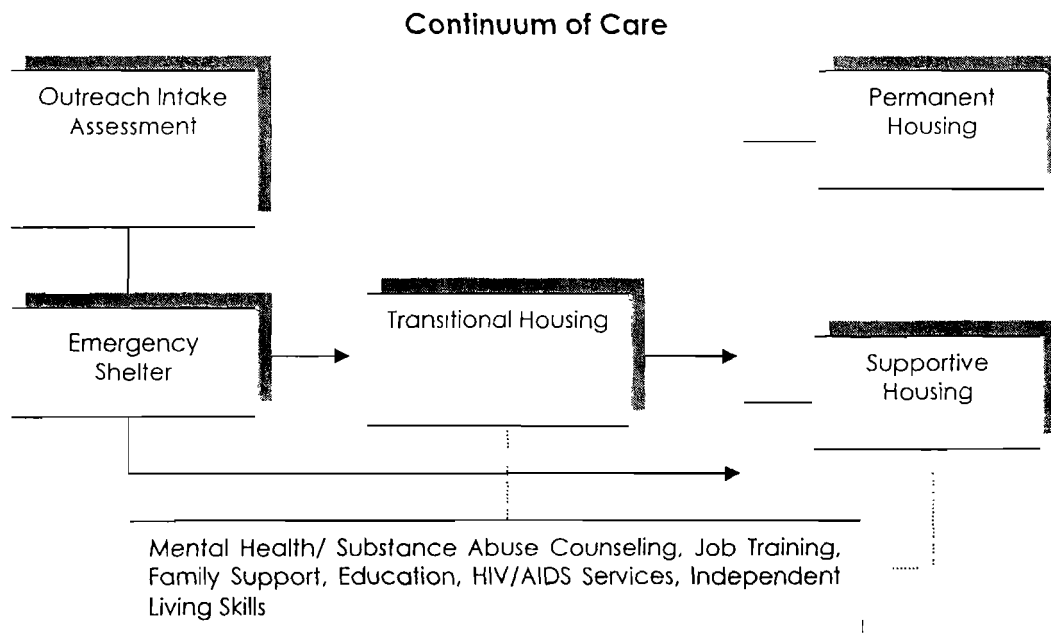 Continuum of Care
Outreach Intake
Assessment
Permanent
Housing
Emergency
Shelter
Transitional Housing
Supportive
Housing
Mental Health/ Substance Abuse Counseling, Job Training,
Family Support, Education, HIV/AIDS Services, Independent
Living Skills